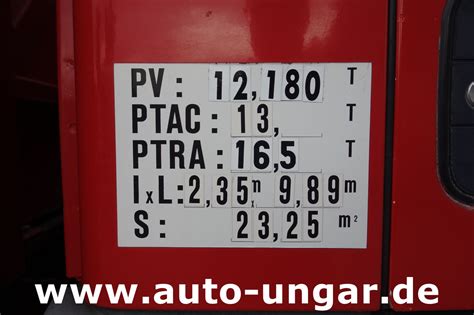 PV: 12,180 T
PTAC: 13, T
PTRA: 16,5 T
IxL: 2,35m 9,89m
S: 23,25 m²
www.auto-ungar.de